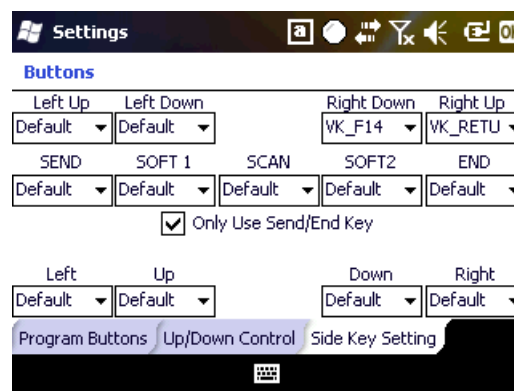 Settings a
Buttons
Left Up Left Down Right Down Right Up
Default Default VK_F14 VK_RETU
SEND SOFT 1 SCAN SOFT2 END
Default Default Default Default Default
Only Use Send/End Key
Left Up Down Right
Default Default Default Default
Program Buttons Up/Down Control Side Key Setting